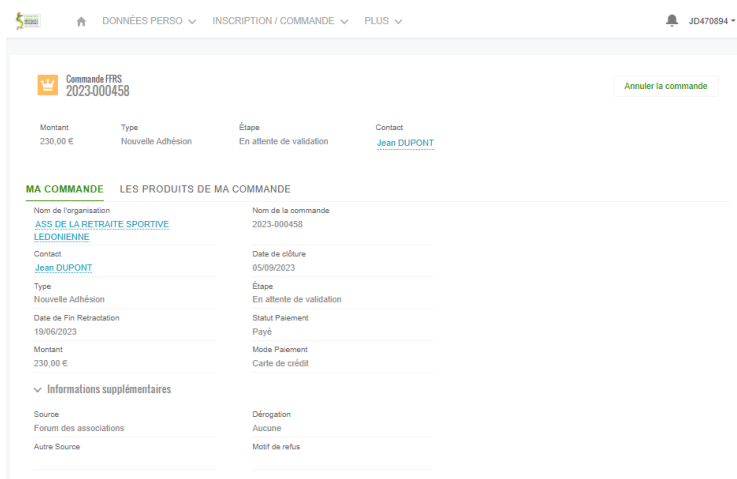 DONNÉES PERSO
INSCRIPTION / COMMANDE
PLUS
JD470894
Commande FFRS
2023-000458
Annuler la commande
Montant
Type
Étape
Contact
230,00 €
Nouvelle Adhésion
En attente de validation
Jean DUPONT
MA COMMANDE
LES PRODUITS DE MA COMMANDE
Nom de l'organisation
Nom de la commande
ASS DE LA RETRAITE SPORTIVE
LEDONIENNE
2023-000458
Contact
Date de clôture
Jean DUPONT
05/09/2023
Type
Étape
Nouvelle Adhésion
En attente de validation
Date de Fin Retractation
Statut Paiement
19/06/2023
Payé
Montant
Mode Paiement
230,00 €
Carte de crédit
Informations supplémentaires
Source
Dérogation
Forum des associations
Aucune
Autre Source
Motif de refus